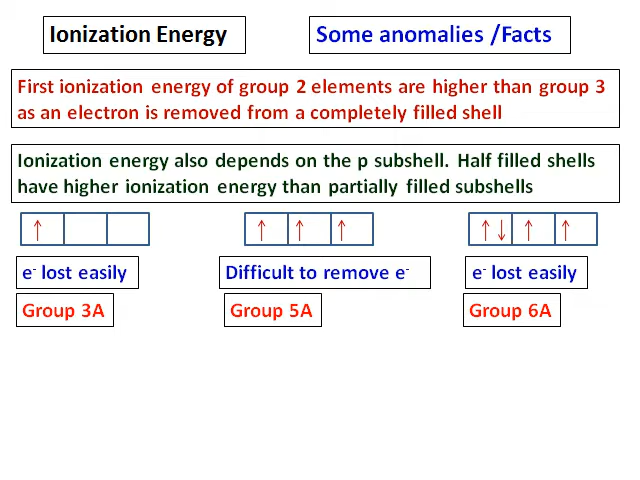 Ionization Energy
Some anomalies /Facts
First ionization energy of group 2 elements are higher than group 3
as an electron is removed from a completely filled shell
Ionization energy also depends on the p subshell. Half filled shells
have higher ionization energy than partially filled subshells
↑
↑ ↑ ↑
↑↓ ↑ ↑
e⁻ lost easily
Difficult to remove e⁻
e⁻ lost easily
Group 3A
Group 5A
Group 6A